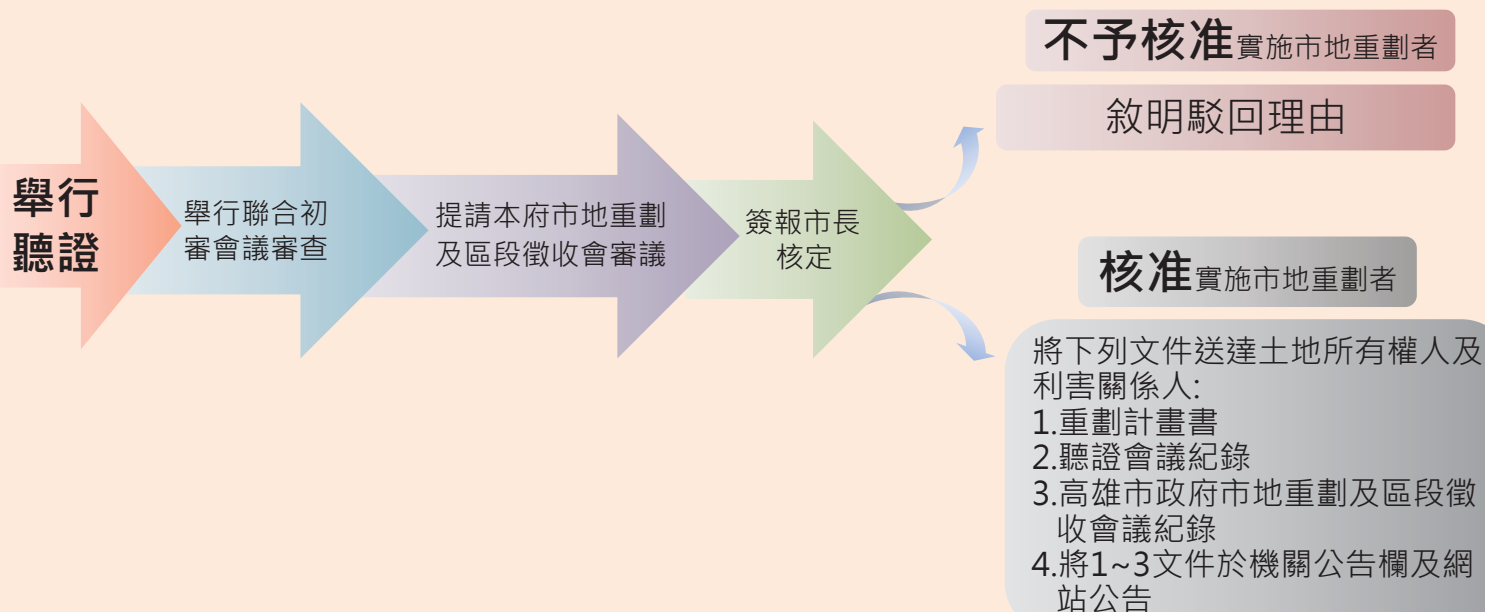 舉行
聽證
舉行聯合初
審會議審查
提請本府市地重劃
及區段徵收會審議
簽報市長
核定
不予核准實施市地重劃者
敘明駁回理由
核准實施市地重劃者
將下列文件送達土地所有權人及
利害關係人:
1.重劃計畫書
2.聽證會議紀錄
3.高雄市政府市地重劃及區段徵
收會議紀錄
4.將1~3文件於機關公告欄及網
站公告